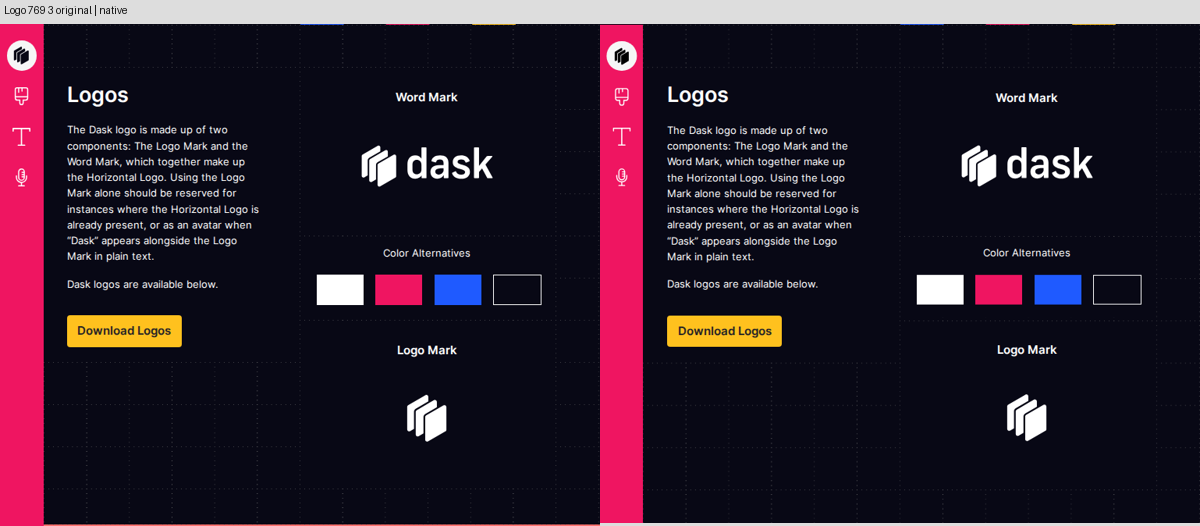 Logo 769 3 original | native
Logos
The Dask logo is made up of two
components: The Logo Mark and the
Word Mark, which together make up
the Horizontal Logo. Using the Logo
Mark alone should be reserved for
instances where the Horizontal Logo is
already present, or as an avatar when
“Dask” appears alongside the Logo
Mark in plain text.
Dask logos are available below.
Download Logos
Word Mark
dask
Color Alternatives
Logo Mark
Logos
The Dask logo is made up of two
components: The Logo Mark and the
Word Mark, which together make up
the Horizontal Logo. Using the Logo
Mark alone should be reserved for
instances where the Horizontal Logo is
already present, or as an avatar when
“Dask” appears alongside the Logo
Mark in plain text.
Dask logos are available below.
Download Logos
Word Mark
dask
Color Alternatives
Logo Mark